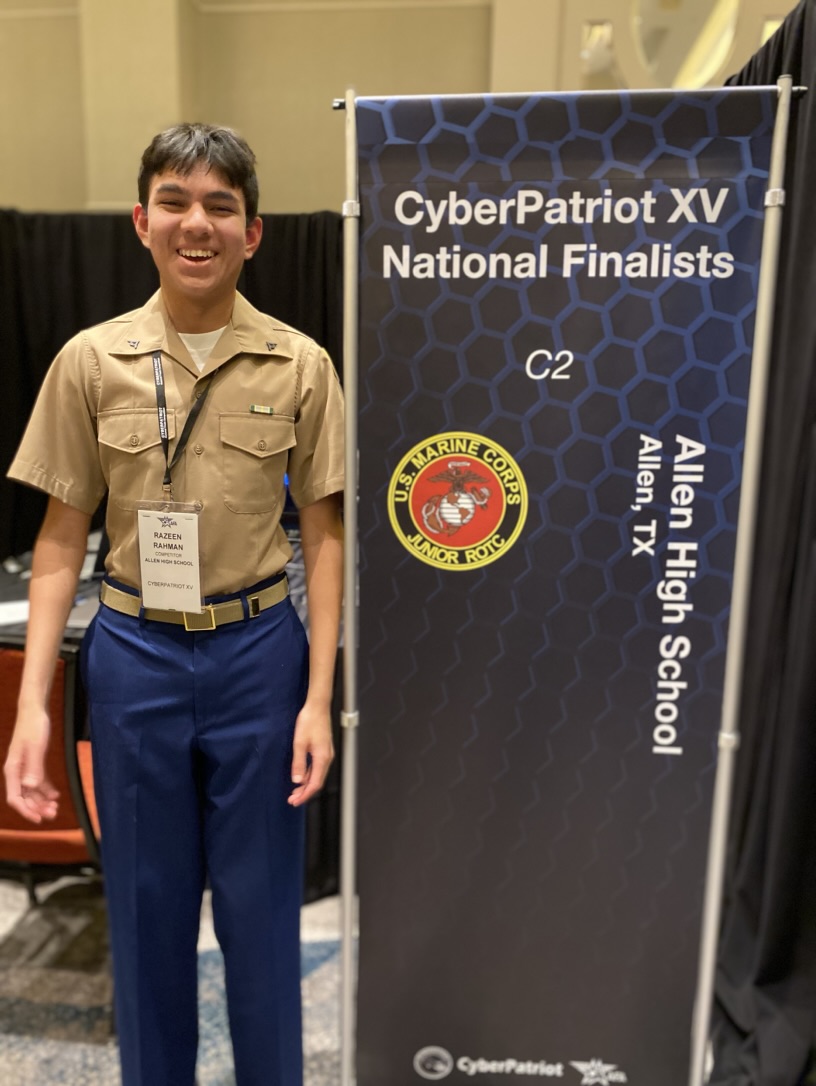 CyberPatriot XV
National Finalists
C2
U.S. MARINE CORPS
JUNIOR ROTC
Allen High School
Allen, TX
RAZEEN
RAHMAN
COMPETITOR
ALLEN HIGH SCHOOL
CYBERPATRIOT XV
CyberPatriot